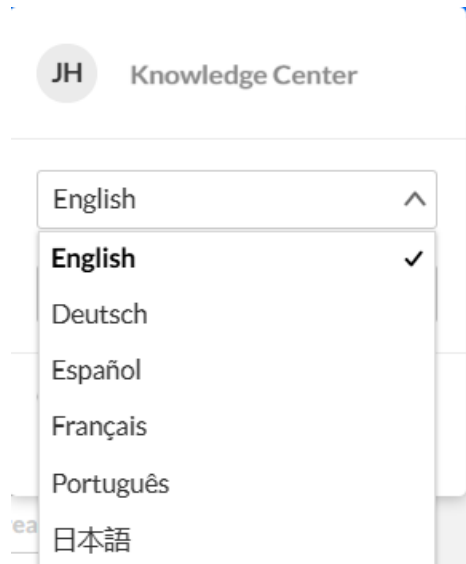 JH Knowledge Center
English
English
Deutsch
Español
Français
Português
日本語